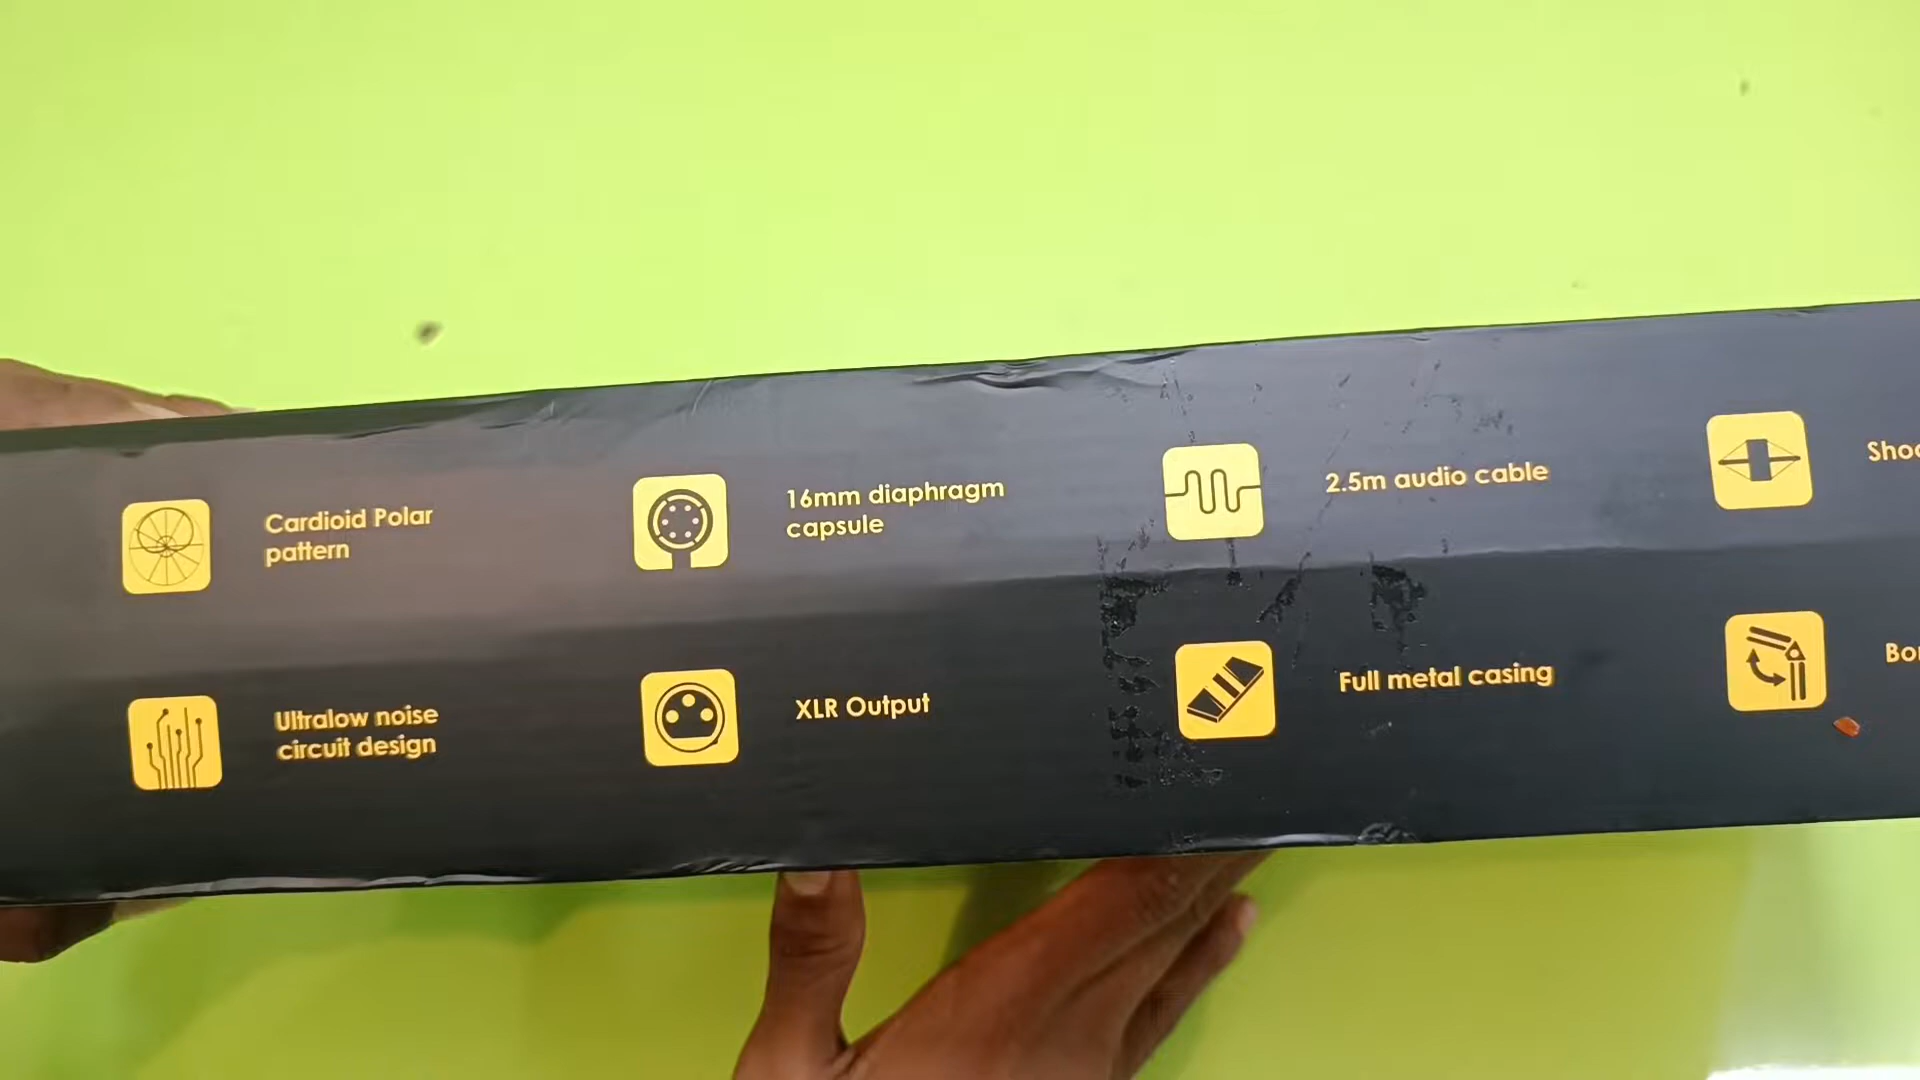 Cardioid Polar
pattern
16mm diaphragm
capsule
2.5m audio cable
Ultralow noise
circuit design
XLR Output
Full metal casing